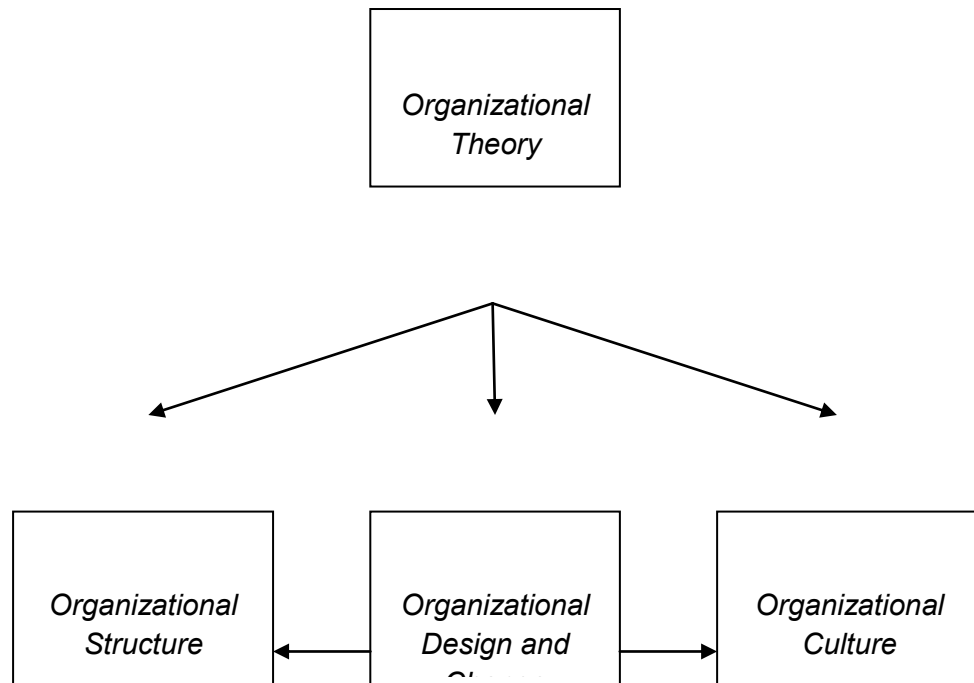 Organizational
Theory
Organizational
Structure
Organizational
Design and
Organizational
Culture